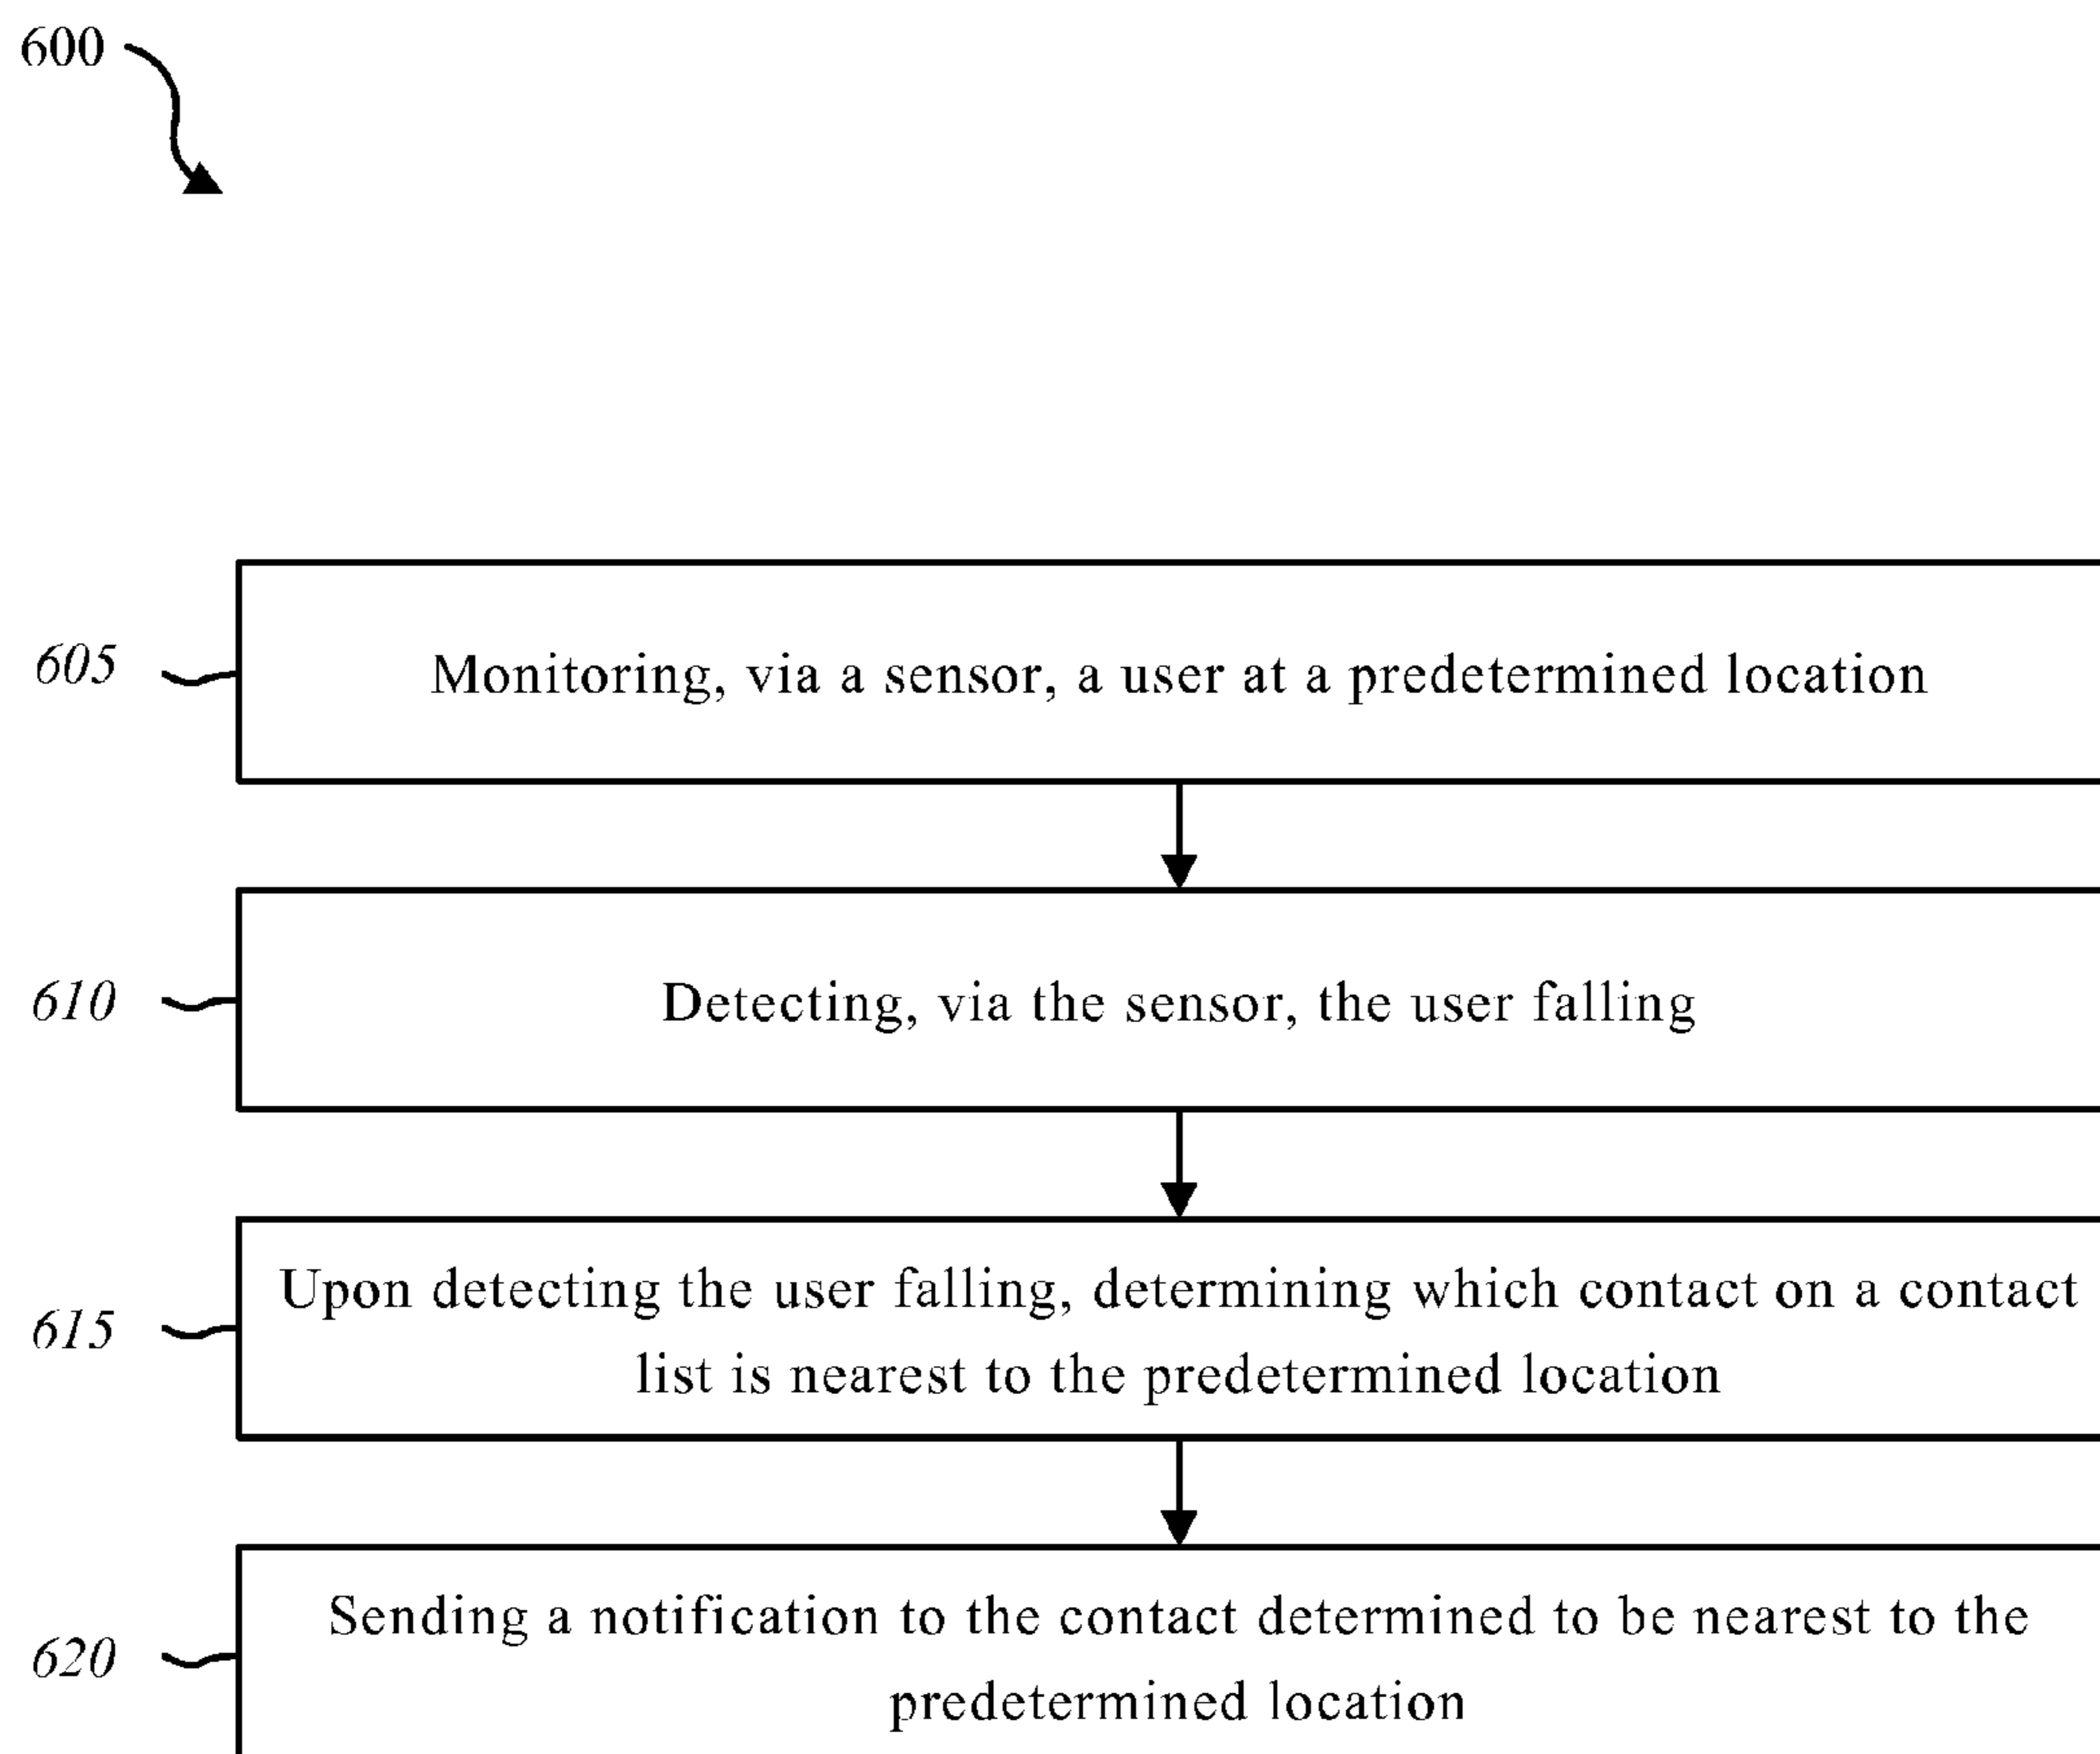 600
605
Monitoring, via a sensor, a user at a predetermined location
610
Detecting, via the sensor, the user falling
615
Upon detecting the user falling, determining which contact on a contact
list is nearest to the predetermined location
620
Sending a notification to the contact determined to be nearest to the
predetermined location